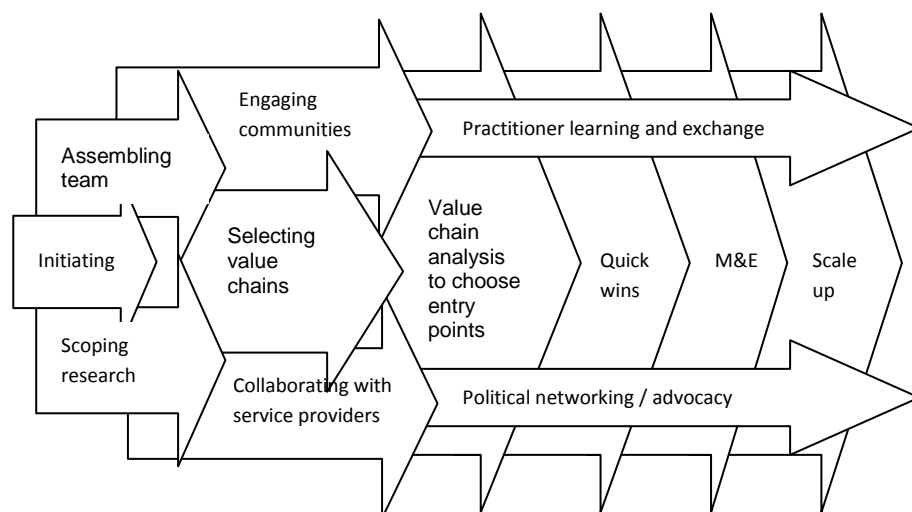 Engaging
communities
Practitioner learning and exchange
Assembling
team
Initiating
Selecting
value
chains
Value
chain
analysis
to choose
entry
points
Quick
wins
M&E
Scale
up
Scoping
research
Collaborating with
service providers
Political networking / advocacy